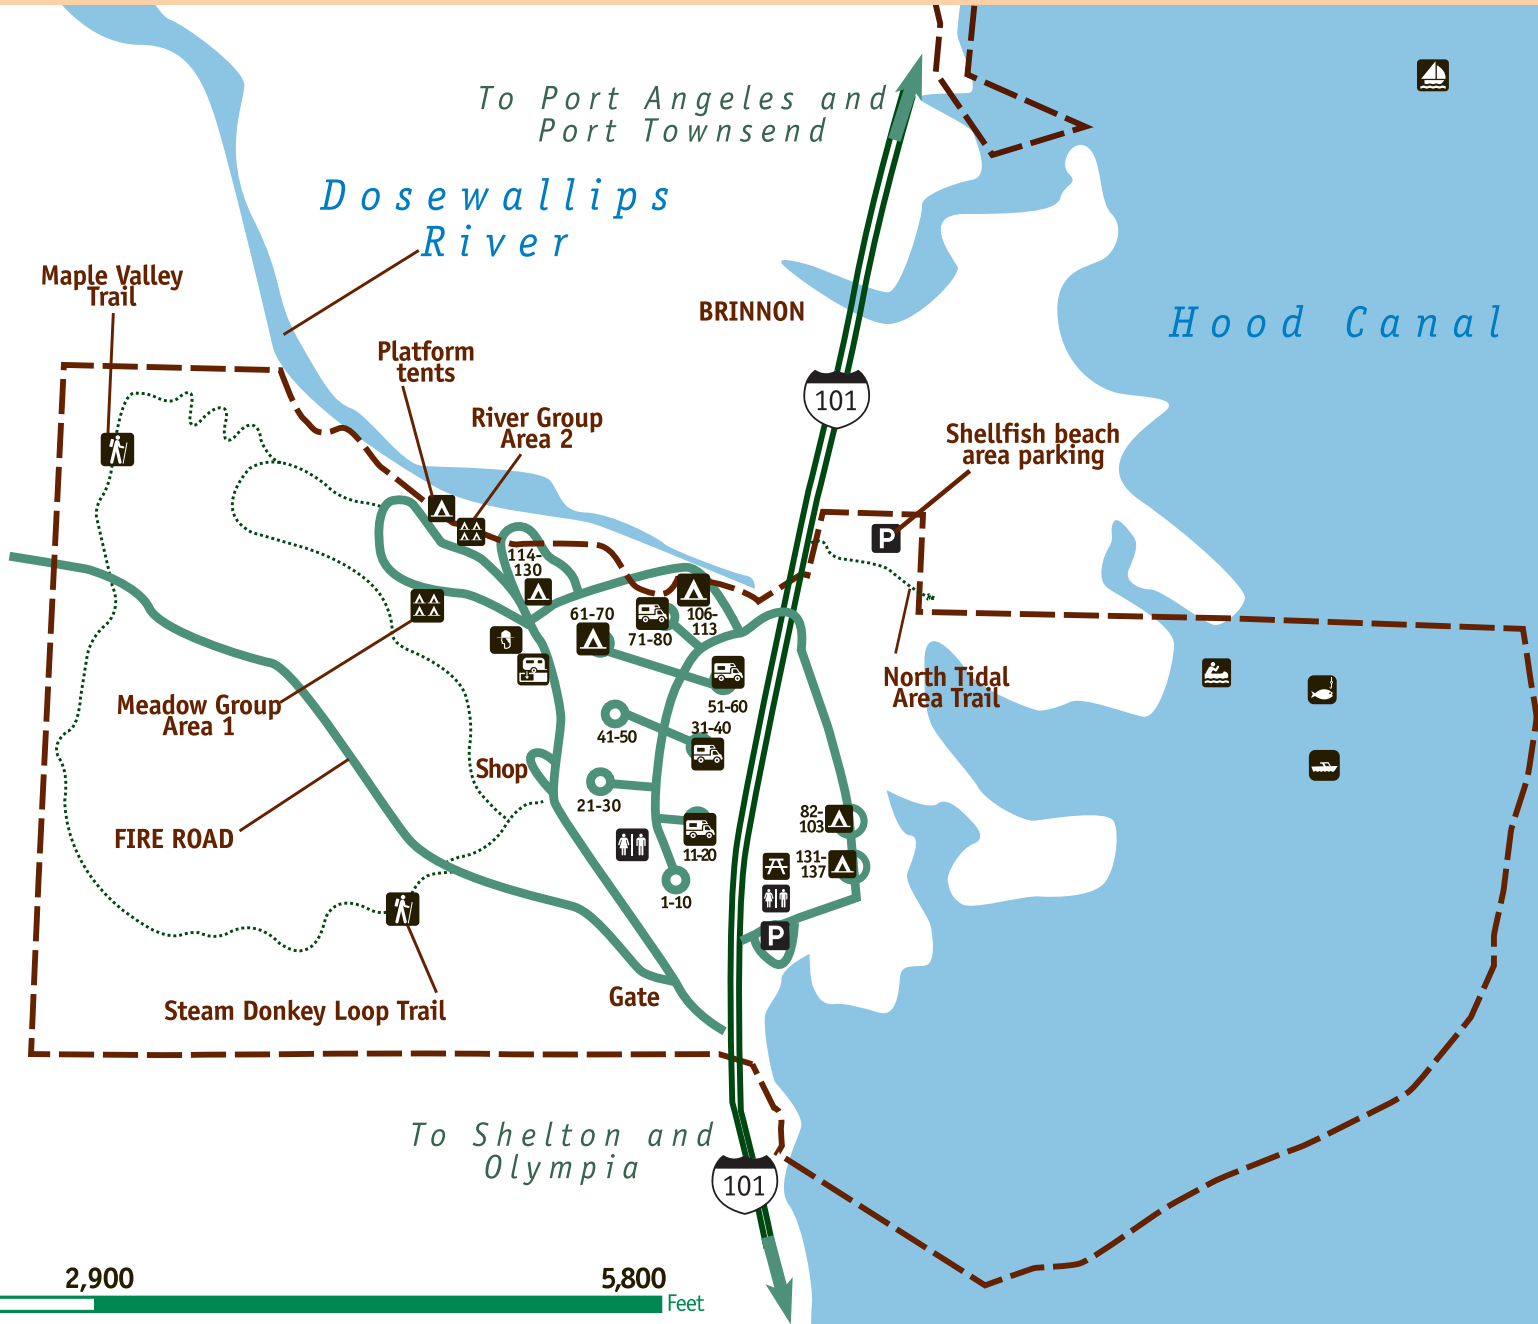 To Port Angeles and
Port Townsend
Dosewallips
River
Maple Valley
Trail
BRINNON
Hood Canal
Platform
tents
101
River Group
Area 2
Shellfish beach
area parking
P
114-
130
61-70
71-80
106-
113
North Tidal
Area Trail
Meadow Group
Area 1
51-60
41-50
31-40
Shop
21-30
82-
103
FIRE ROAD
11-20
131-
137
1-10
P
Gate
Steam Donkey Loop Trail
To Shelton and
Olympia
101
2,900
5,800
Feet